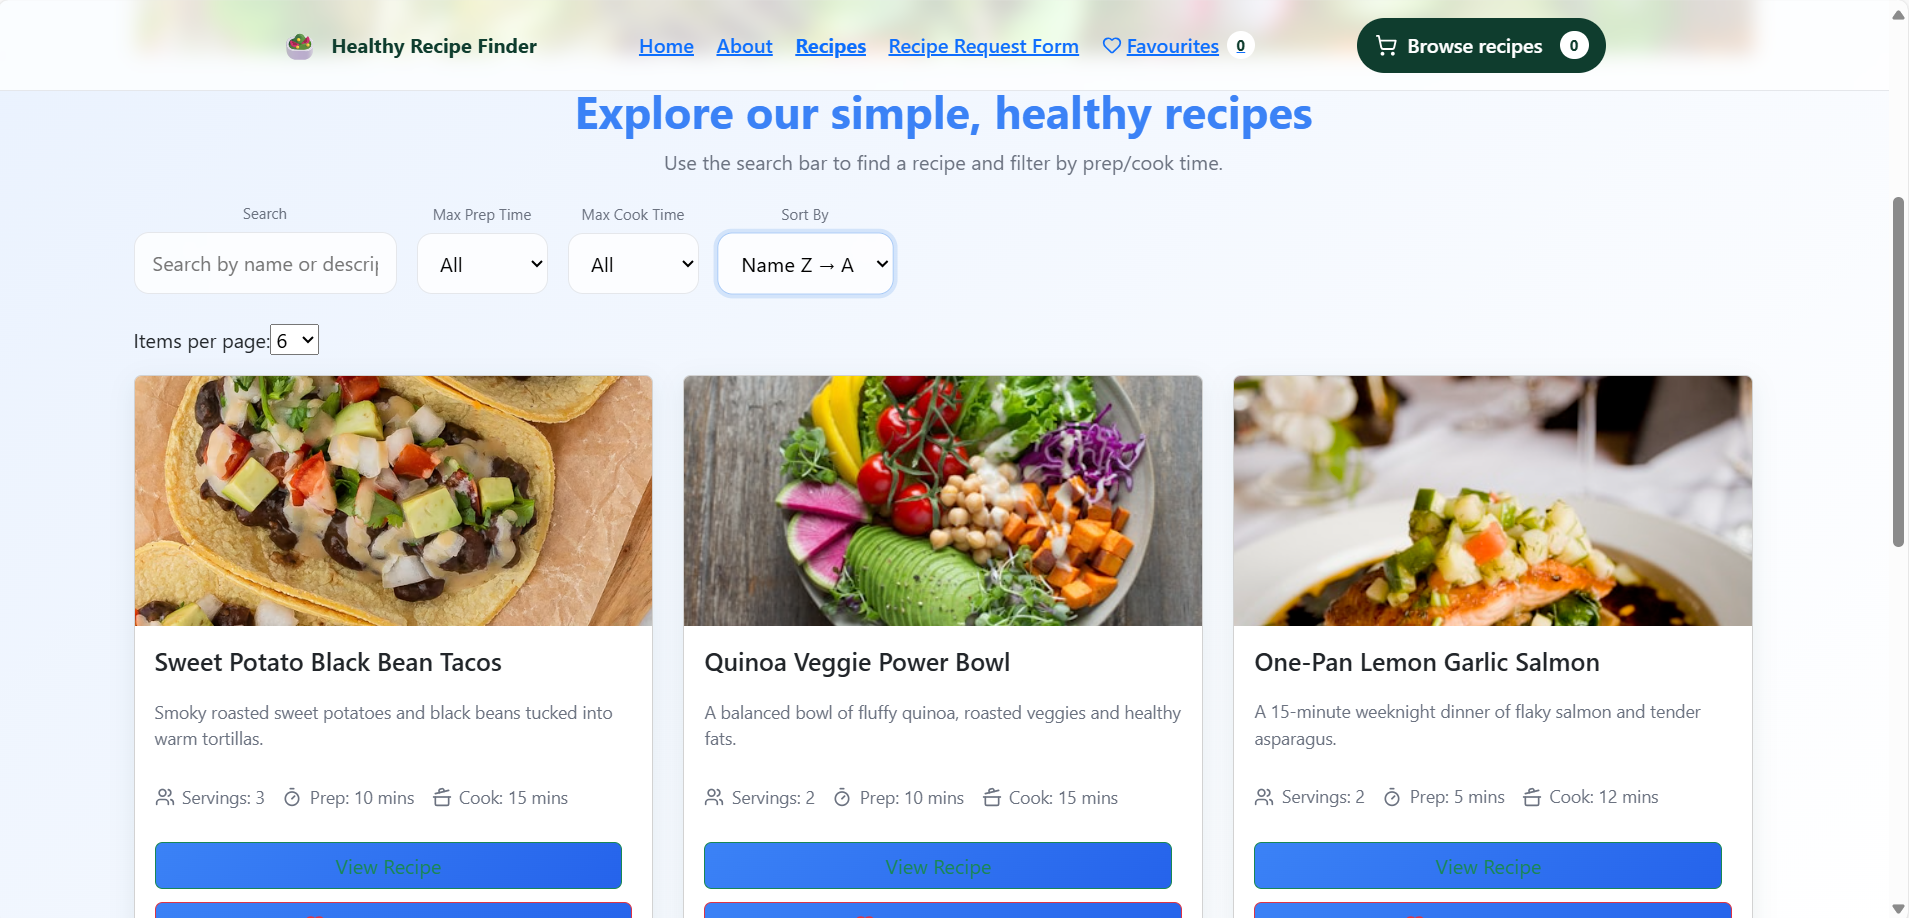 Healthy Recipe Finder
Home About Recipes Recipe Request Form Favourites 0
Browse recipes 0
Explore our simple, healthy recipes
Use the search bar to find a recipe and filter by prep/cook time.
Search
Max Prep Time
Max Cook Time
Sort By
Search by name or descrip
All
All
Name Z → A
Items per page: 6
Sweet Potato Black Bean Tacos
Smoky roasted sweet potatoes and black beans tucked into
warm tortillas.
Servings: 3 Prep: 10 mins Cook: 15 mins
View Recipe
Quinoa Veggie Power Bowl
A balanced bowl of fluffy quinoa, roasted veggies and healthy
fats.
Servings: 2 Prep: 10 mins Cook: 15 mins
View Recipe
One-Pan Lemon Garlic Salmon
A 15-minute weeknight dinner of flaky salmon and tender
asparagus.
Servings: 2 Prep: 5 mins Cook: 12 mins
View Recipe